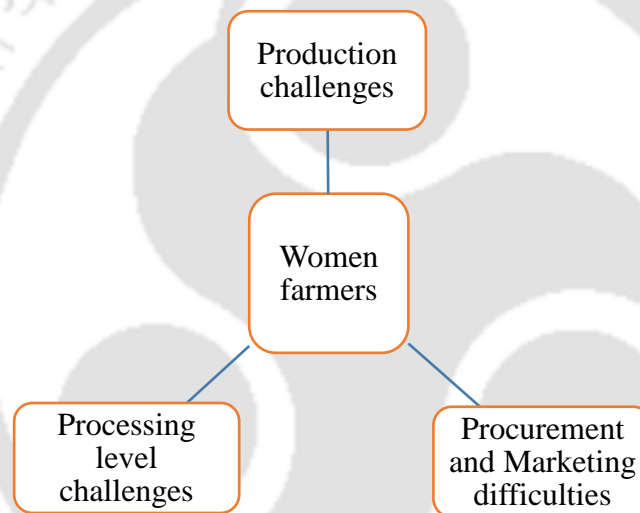 Production
challenges
Women
farmers
Processing
level
challenges
Procurement
and Marketing
difficulties